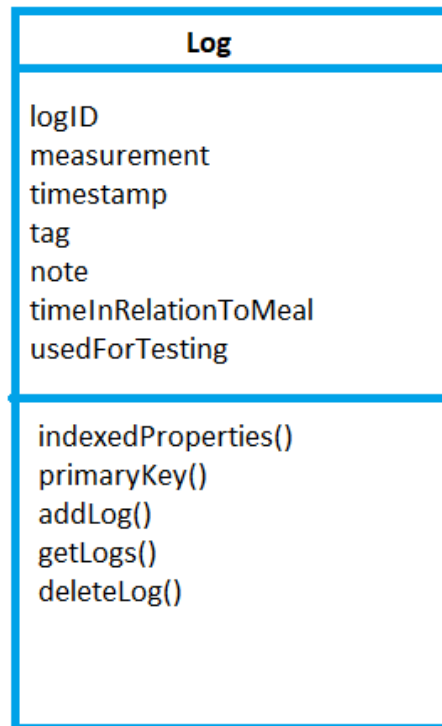 Log
logID
measurement
timestamp
tag
note
timeInRelationToMeal
usedForTesting
indexedProperties()
primaryKey()
addLog()
getLogs()
deleteLog()